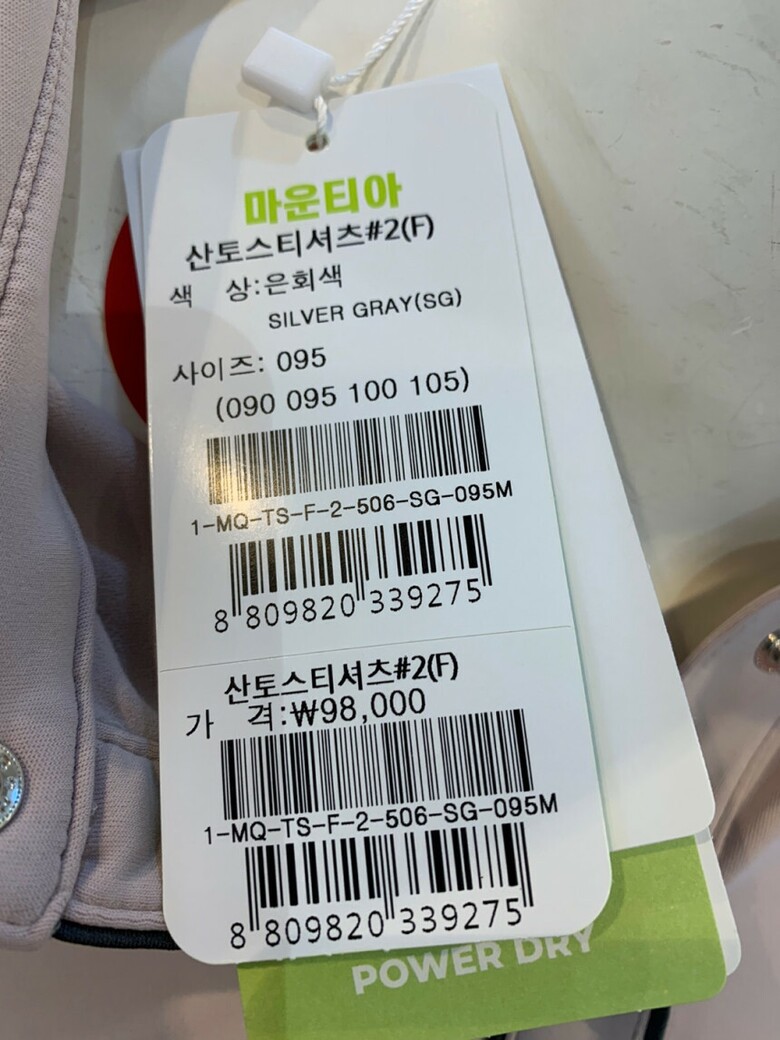 마운티아
산토스티셔츠#2(F)
색 상:은회색
SILVER GRAY(SG)
사이즈: 095
(090 095 100 105)
1-MQ-TS-F-2-506-SG-095M
8 809820 339275
산토스티셔츠#2(F)
가 격:₩98,000
1-MQ-TS-F-2-506-SG-095M
8 809820 339275
POWER DRY